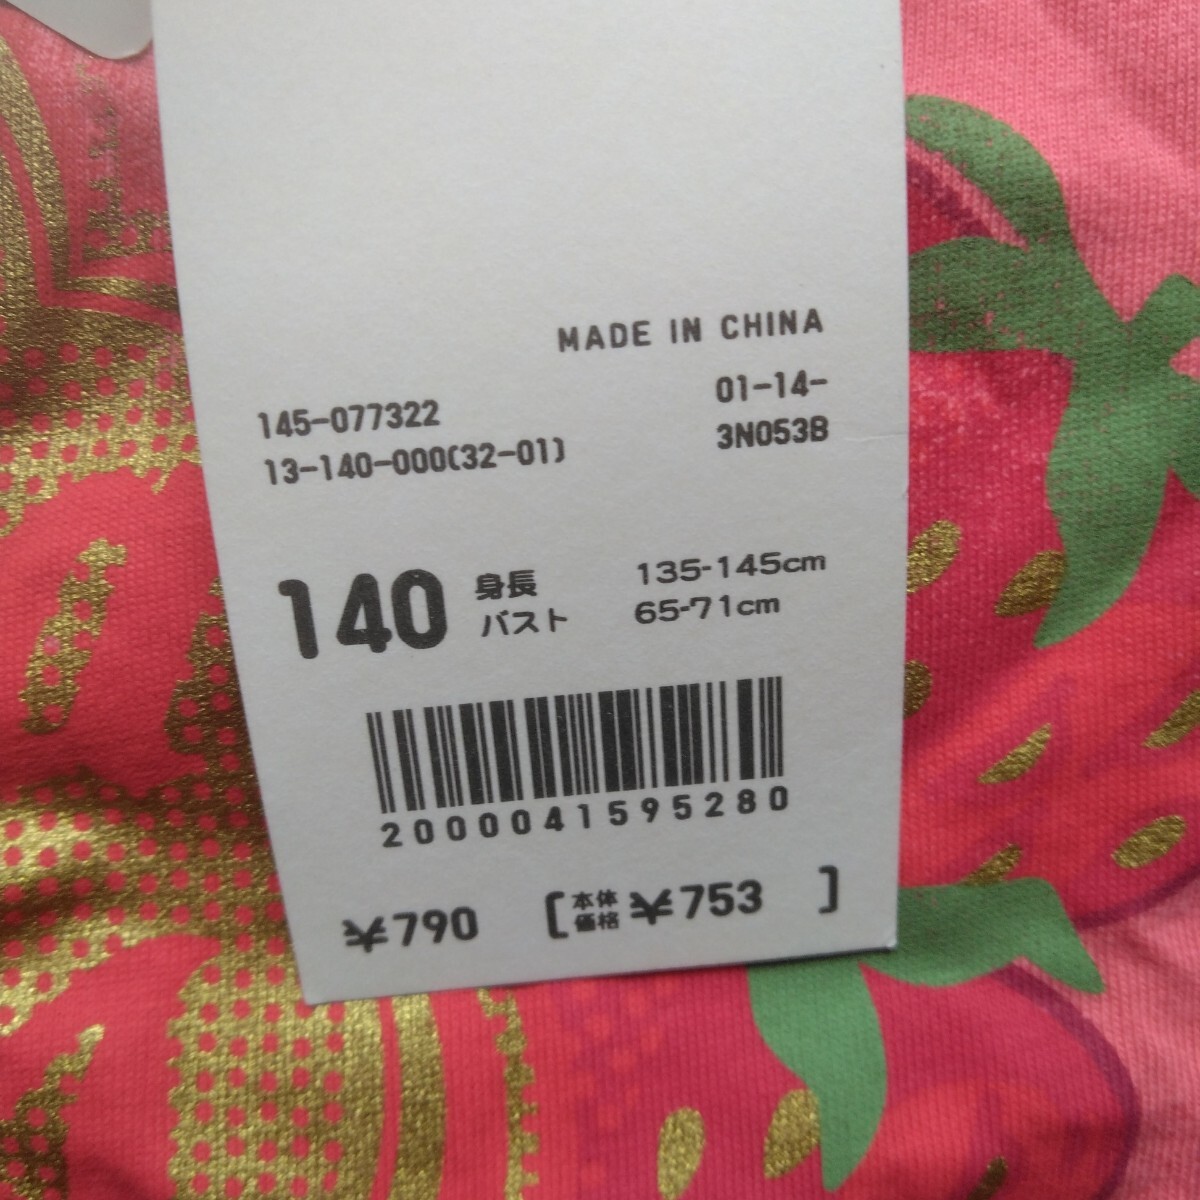 MADE IN CHINA
145-077322 01-14-
13-140-000(32-01) 3N053B
140 身長 135-145cm
バスト 65-71cm
2000041595280
¥790 [本体価格 ¥753 ]